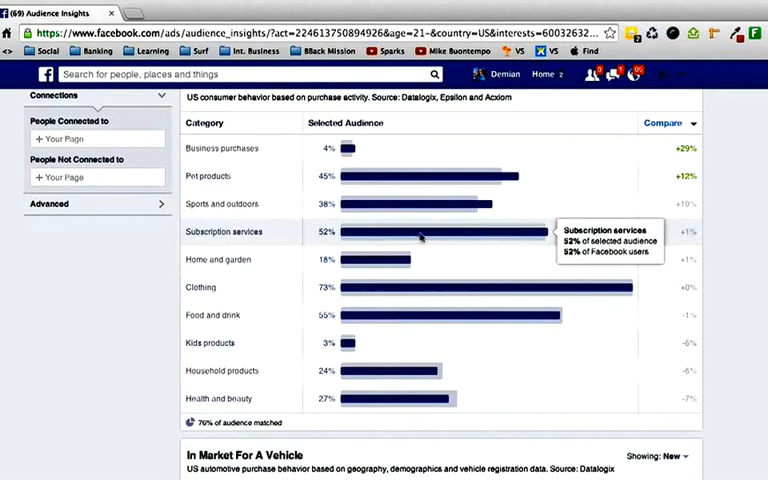 (69) Audience Insights
https://www.facebook.com/ads/audience_insights/?act=224613750894926&age=21-&country=US&interests=60032632...
Social Banking Learning Surf Int. Business BBack Mission Sparks Mike Buontempo VS VS Find
Search for people, places and things
Demian Home 2
Connections
People Connected to
+ Your Page
People Not Connected to
+ Your Page
Advanced
US consumer behavior based on purchase activity. Source: Datalogix, Epsilon and Acxiom
Category Selected Audience Compare
Business purchases 4% +29%
Pet products 45% +12%
Sports and outdoors 38% +10%
Subscription services 52% +1%
Subscription services
52% of selected audience
52% of Facebook users
Home and garden 18% +1%
Clothing 73% +0%
Food and drink 55% -1%
Kids products 3% -6%
Household products 24% -6%
Health and beauty 27% -7%
76% of audience matched
In Market For A Vehicle
Showing: New
US automotive purchase behavior based on geography, demographics and vehicle registration data. Source: Datalogix